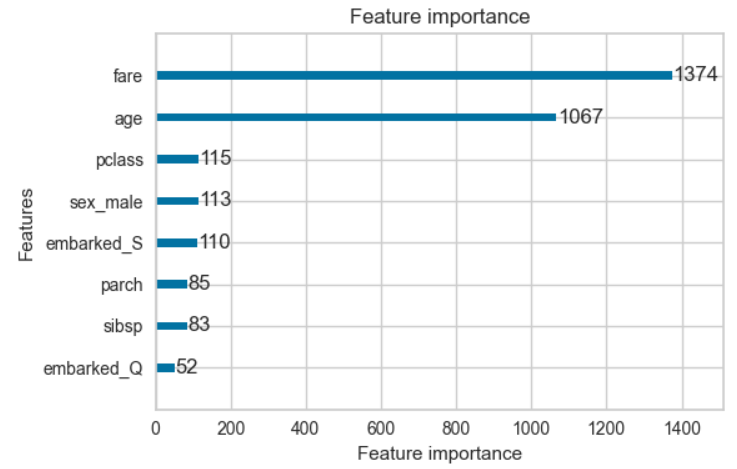 Feature importance
fare 1374
age 1067
pclass 115
sex_male 113
embarked_S 110
parch 85
sibsp 83
embarked_Q 52
Features
0 200 400 600 800 1000 1200 1400
Feature importance